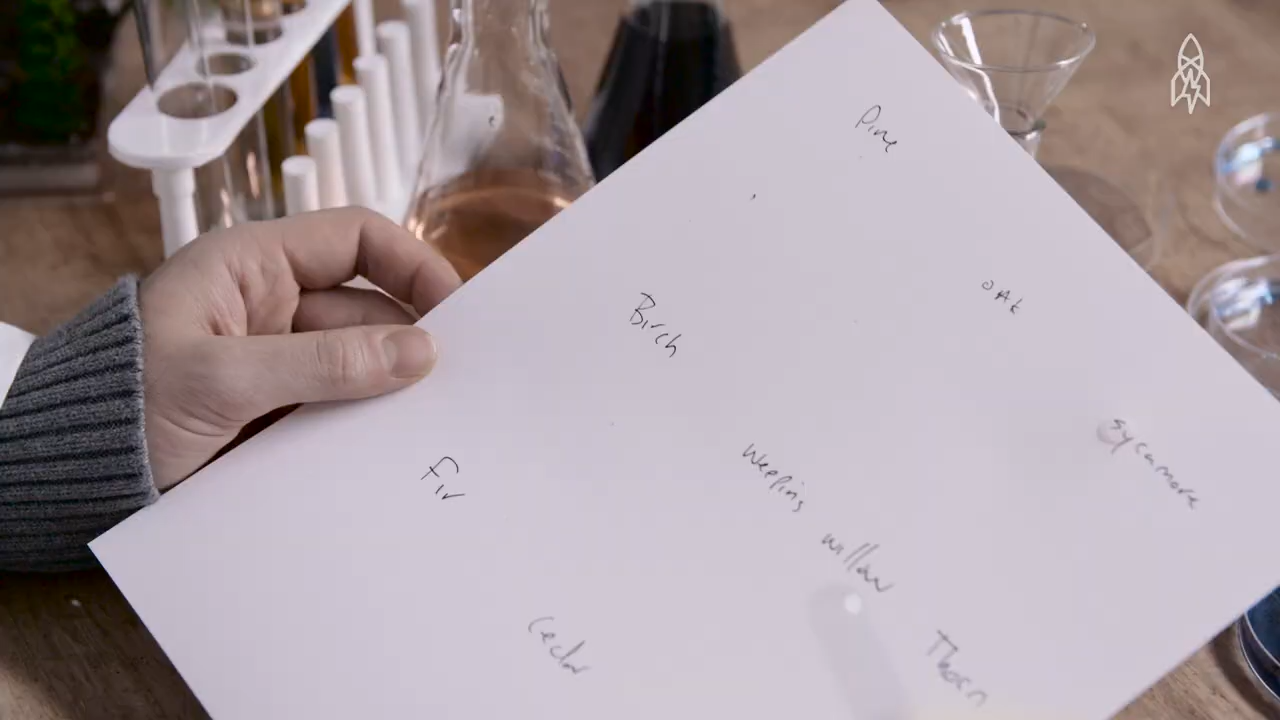 Pine
oAk
Birch
sycamore
Weeping
willow
Fir
Cedar
Thorn